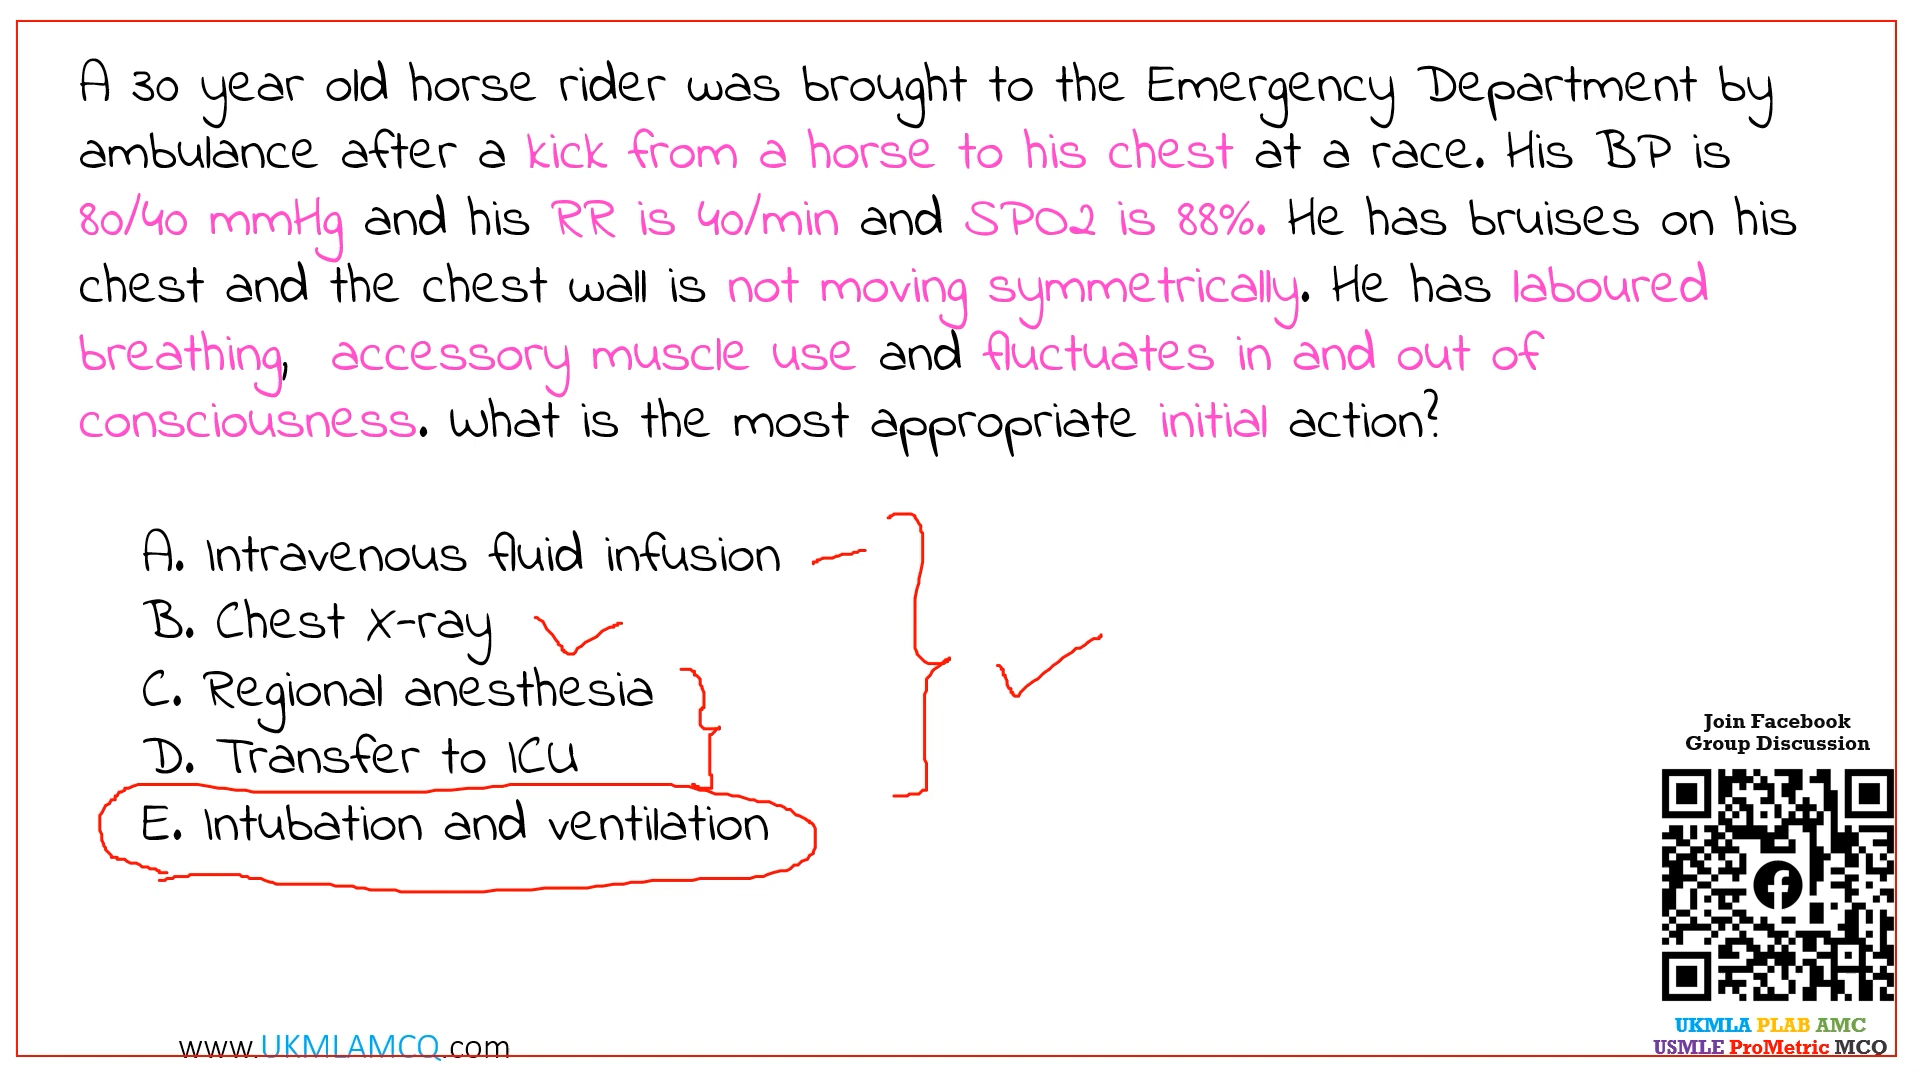 A 30 year old horse rider was brought to the Emergency Department by
ambulance after a kick from a horse to his chest at a race. His BP is
80/40 mmHg and his RR is 40/min and SPO2 is 88%. He has bruises on his
chest and the chest wall is not moving symmetrically. He has laboured
breathing, accessory muscle use and fluctuates in and out of
consciousness. What is the most appropriate initial action?
A. Intravenous fluid infusion
B. Chest X-ray
C. Regional anesthesia
D. Transfer to ICU
E. Intubation and ventilation
Join Facebook
Group Discussion
UKMLA PLAB AMC
USMLE ProMetric MCQ
www.UKMLAMCQ.com